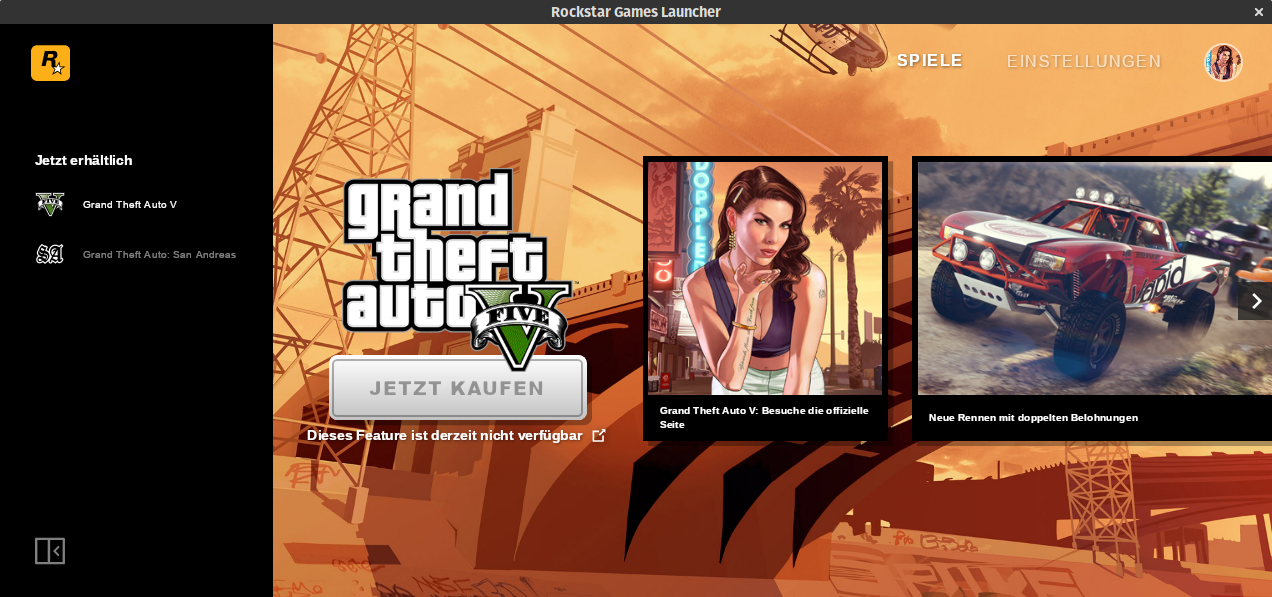 Rockstar Games Launcher
R
SPIELE
EINSTELLUNGEN
Jetzt erhältlich
Grand Theft Auto V
SA
Grand Theft Auto: San Andreas
grand
theft
auto
V
FIVE
™
JETZT KAUFEN
Dieses Feature ist derzeit nicht verfügbar
DOPPLE
Grand Theft Auto V: Besuche die offizielle
Seite
Vapid
Neue Rennen mit doppelten Belohnungen